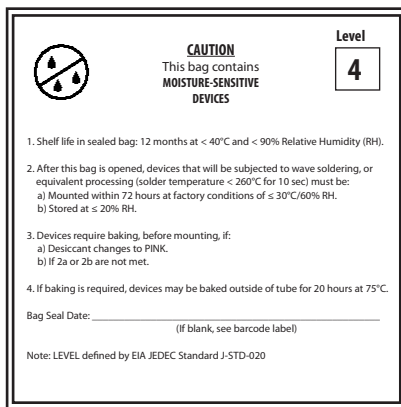 Level
4
CAUTION
This bag contains
MOISTURE-SENSITIVE
DEVICES
1. Shelf life in sealed bag: 12 months at < 40°C and < 90% Relative Humidity (RH).
2. After this bag is opened, devices that will be subjected to wave soldering, or
equivalent processing (solder temperature < 260°C for 10 sec) must be:
a) Mounted within 72 hours at factory conditions of ≤ 30°C/60% RH.
b) Stored at ≤ 20% RH.
3. Devices require baking, before mounting, if:
a) Desiccant changes to PINK.
b) If 2a or 2b are not met.
4. If baking is required, devices may be baked outside of tube for 20 hours at 75°C.
Bag Seal Date: ____________________
(If blank, see barcode label)
Note: LEVEL defined by EIA JEDEC Standard J-STD-020